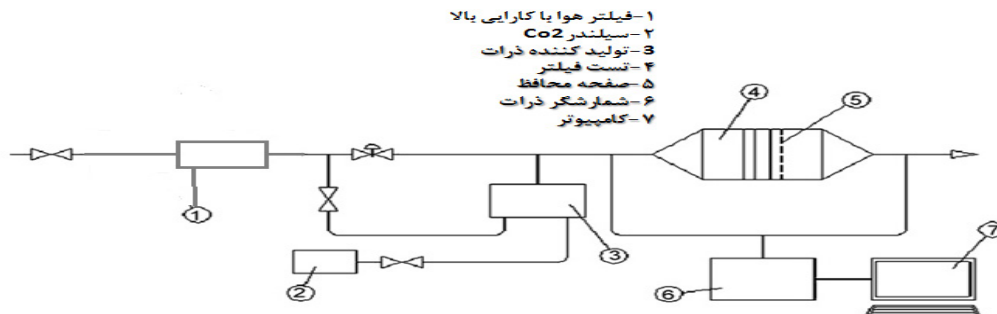 ۱-فیلتر هوا با کارایی بالا
۲-سیلندر Co2
3-تولید کننده ذرات
۴-تست فیلتر
۵-صفحه محافظ
۶-شمارشگر ذرات
۷-کامپیوتر
4
5
1
3
2
6
7